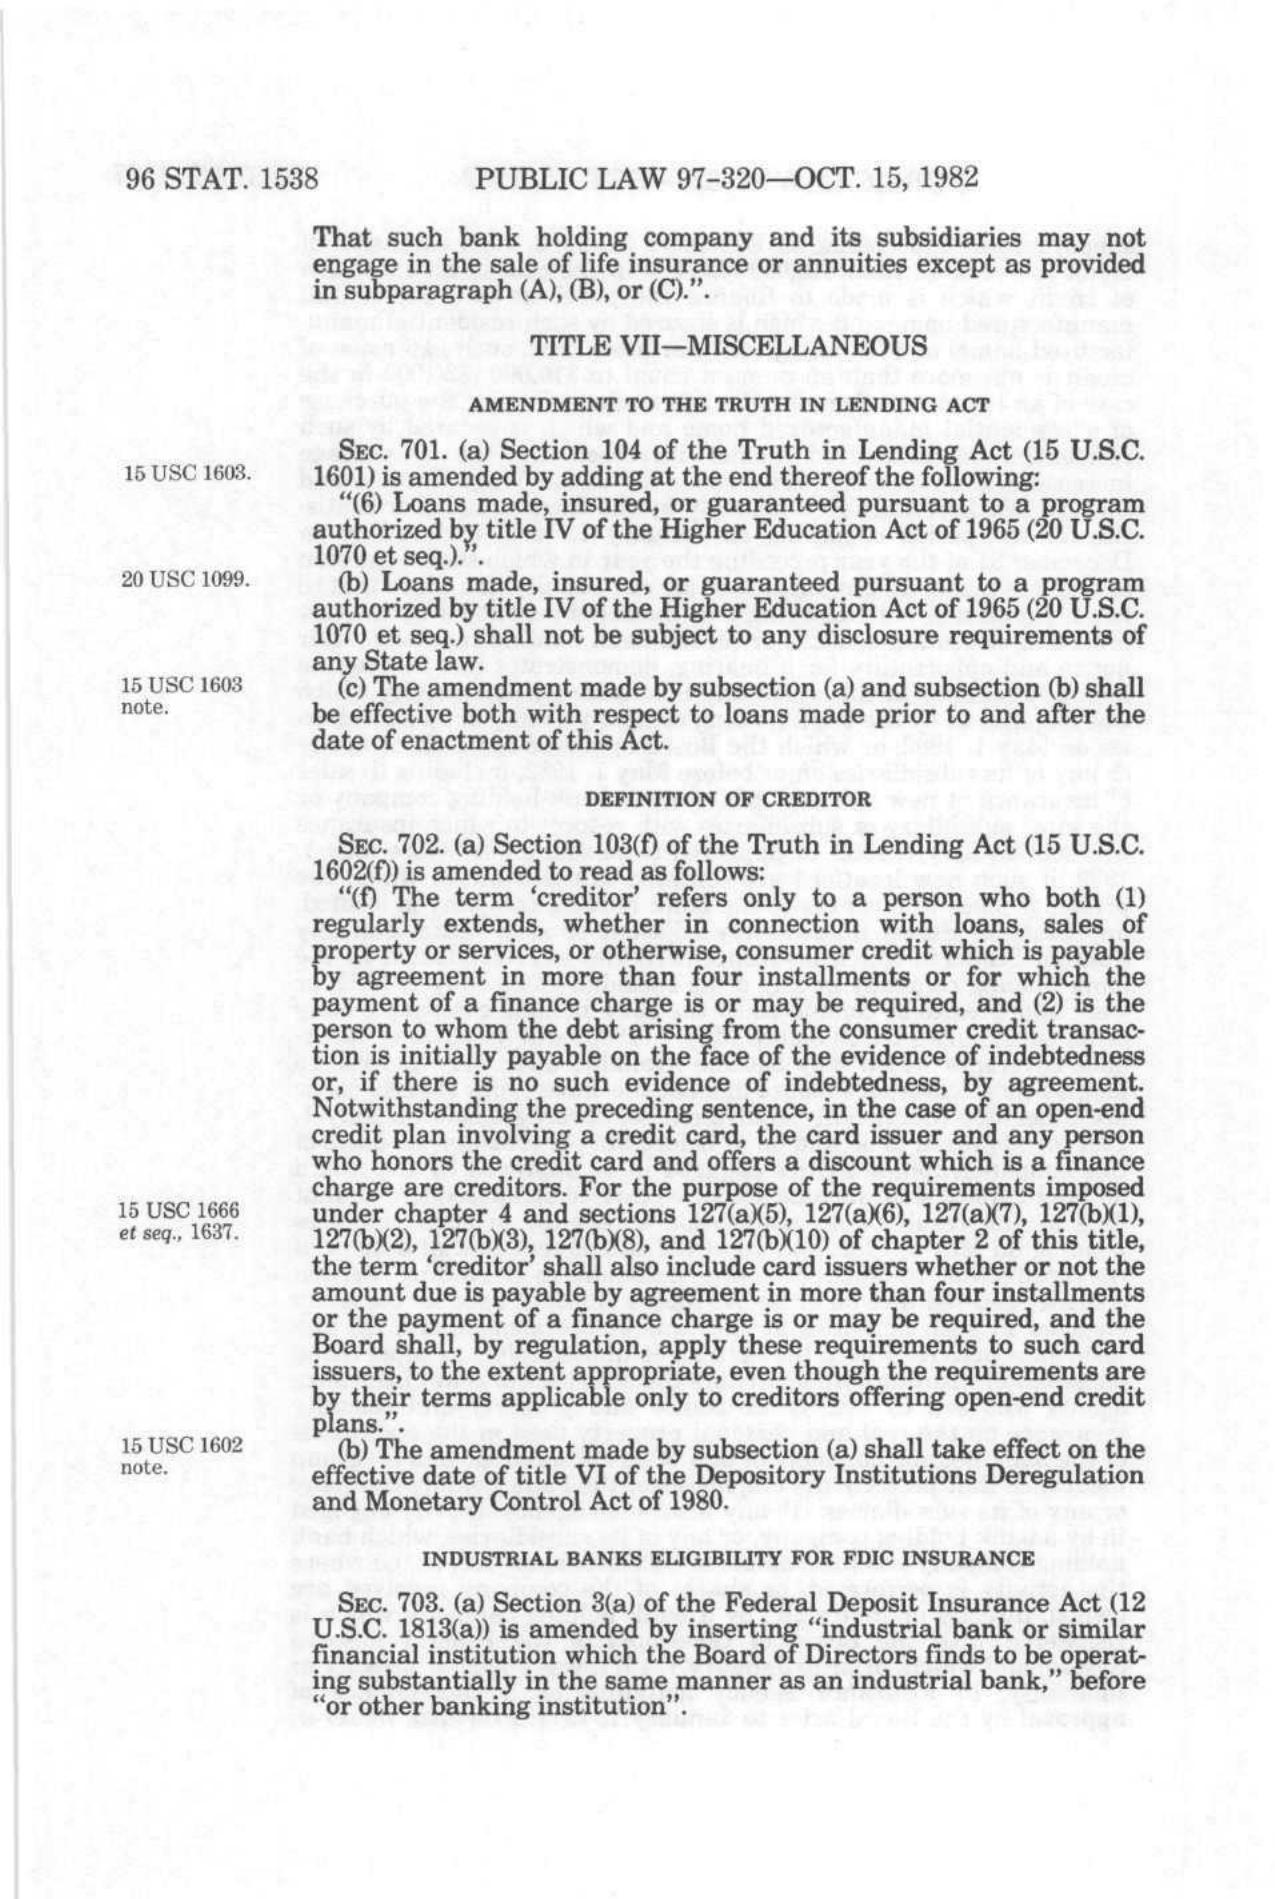 96 STAT. 1538
PUBLIC LAW 97-320—OCT. 15, 1982
That such bank holding company and its subsidiaries may not
engage in the sale of life insurance or annuities except as provided
in subparagraph (A), (B), or (C).”.
TITLE VII—MISCELLANEOUS
AMENDMENT TO THE TRUTH IN LENDING ACT
SEC. 701. (a) Section 104 of the Truth in Lending Act (15 U.S.C.
15 USC 1603.
1601) is amended by adding at the end thereof the following:
“(6) Loans made, insured, or guaranteed pursuant to a program
authorized by title IV of the Higher Education Act of 1965 (20 U.S.C.
1070 et seq.).”.
20 USC 1099.
(b) Loans made, insured, or guaranteed pursuant to a program
authorized by title IV of the Higher Education Act of 1965 (20 U.S.C.
1070 et seq.) shall not be subject to any disclosure requirements of
any State law.
15 USC 1603
note.
(c) The amendment made by subsection (a) and subsection (b) shall
be effective both with respect to loans made prior to and after the
date of enactment of this Act.
DEFINITION OF CREDITOR
SEC. 702. (a) Section 103(f) of the Truth in Lending Act (15 U.S.C.
1602(f)) is amended to read as follows:
“(f) The term ‘creditor’ refers only to a person who both (1)
regularly extends, whether in connection with loans, sales of
property or services, or otherwise, consumer credit which is payable
by agreement in more than four installments or for which the
payment of a finance charge is or may be required, and (2) is the
person to whom the debt arising from the consumer credit transac-
tion is initially payable on the face of the evidence of indebtedness
or, if there is no such evidence of indebtedness, by agreement.
Notwithstanding the preceding sentence, in the case of an open-end
credit plan involving a credit card, the card issuer and any person
who honors the credit card and offers a discount which is a finance
charge are creditors. For the purpose of the requirements imposed
15 USC 1666
et seq., 1637.
under chapter 4 and sections 127(a)(5), 127(a)(6), 127(a)(7), 127(b)(1),
127(b)(2), 127(b)(3), 127(b)(8), and 127(b)(10) of chapter 2 of this title,
the term ‘creditor’ shall also include card issuers whether or not the
amount due is payable by agreement in more than four installments
or the payment of a finance charge is or may be required, and the
Board shall, by regulation, apply these requirements to such card
issuers, to the extent appropriate, even though the requirements are
by their terms applicable only to creditors offering open-end credit
plans.”.
15 USC 1602
note.
(b) The amendment made by subsection (a) shall take effect on the
effective date of title VI of the Depository Institutions Deregulation
and Monetary Control Act of 1980.
INDUSTRIAL BANKS ELIGIBILITY FOR FDIC INSURANCE
SEC. 703. (a) Section 3(a) of the Federal Deposit Insurance Act (12
U.S.C. 1813(a)) is amended by inserting “industrial bank or similar
financial institution which the Board of Directors finds to be operat-
ing substantially in the same manner as an industrial bank,” before
“or other banking institution”.